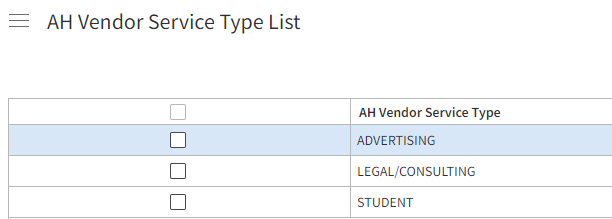 AH Vendor Service Type List
AH Vendor Service Type
ADVERTISING
LEGAL/CONSULTING
STUDENT